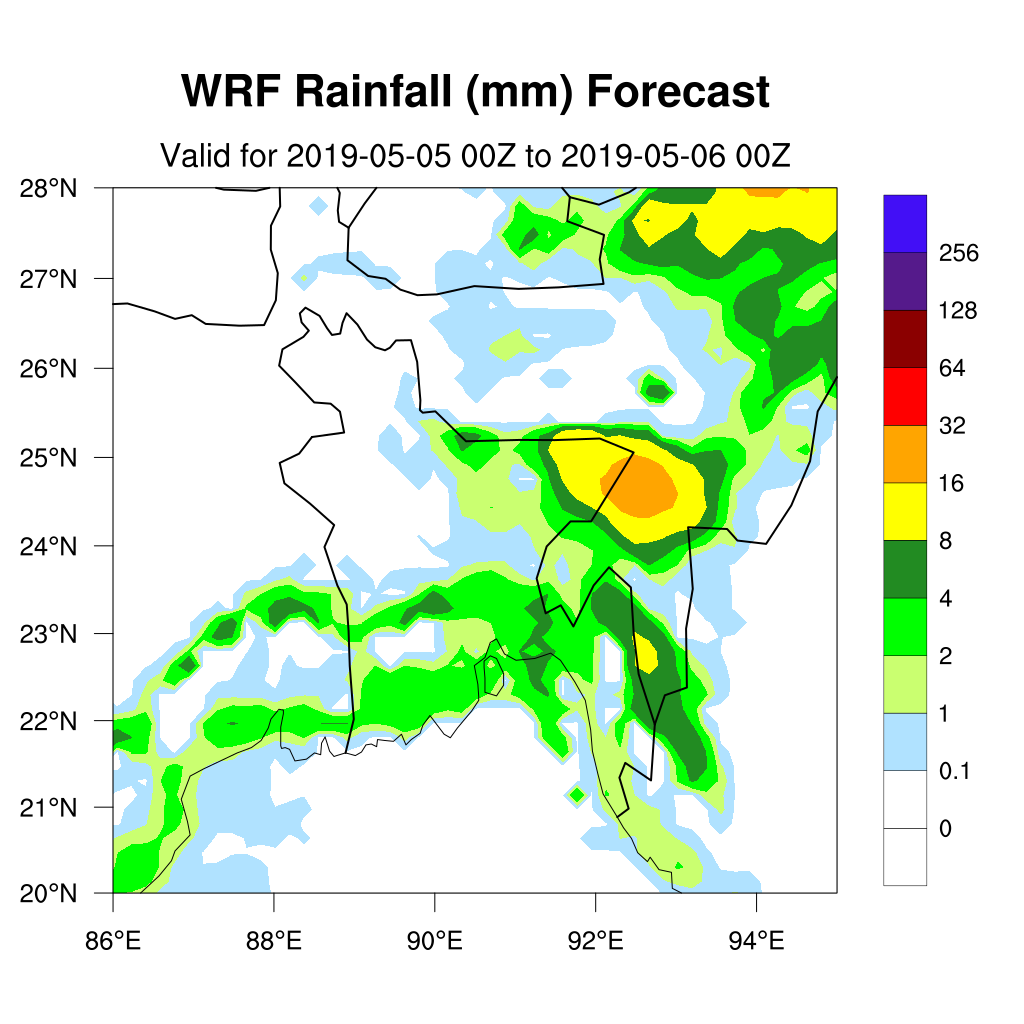 WRF Rainfall (mm) Forecast
Valid for 2019-05-05 00Z to 2019-05-06 00Z
28°N
27°N
26°N
25°N
24°N
23°N
22°N
21°N
20°N
86°E 88°E 90°E 92°E 94°E
256
128
64
32
16
8
4
2
1
0.1
0